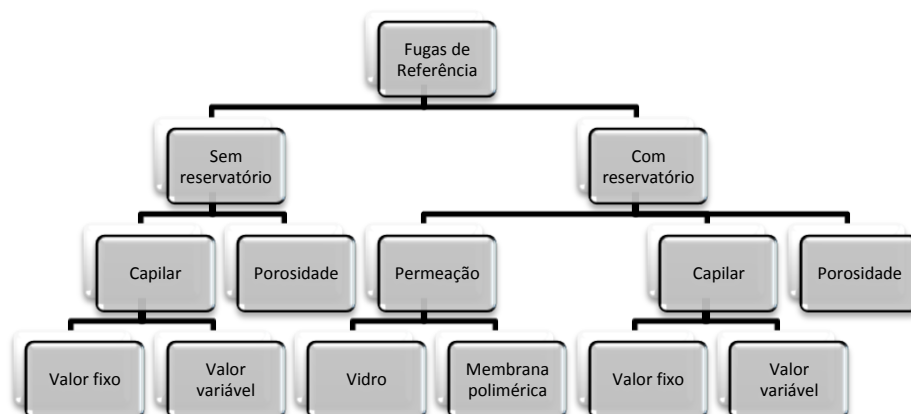 Fugas de
Referência
Sem
reservatório
Com
reservatório
Capilar
Porosidade
Permeação
Capilar
Porosidade
Valor fixo
Valor
variável
Vidro
Membrana
polimérica
Valor fixo
Valor
variável